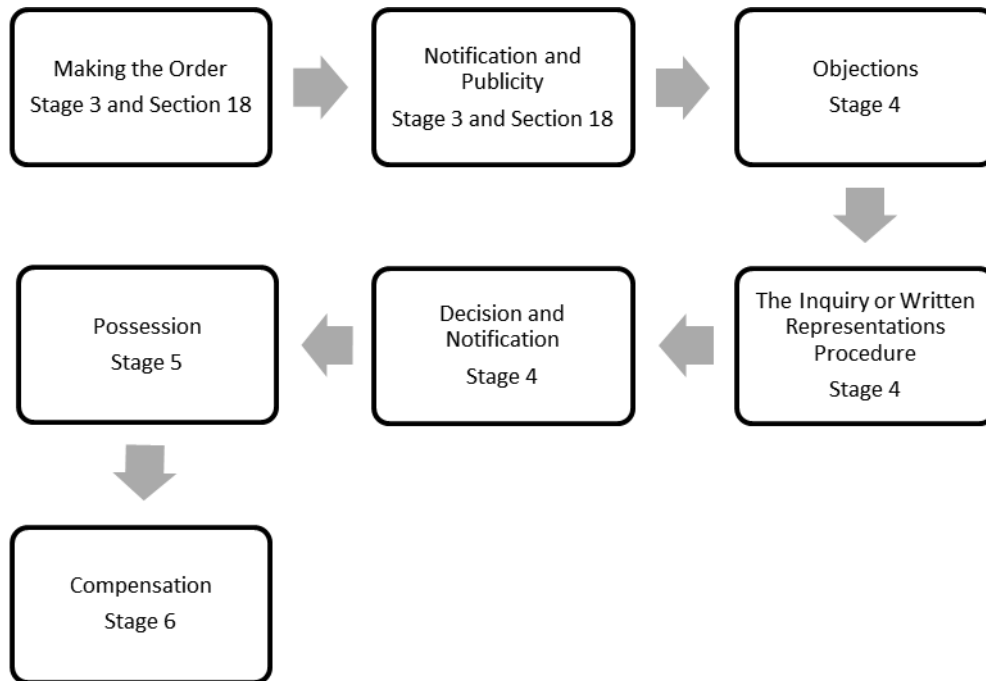 Making the Order
Stage 3 and Section 18
Notification and
Publicity
Stage 3 and Section 18
Objections
Stage 4
The Inquiry or Written
Representations
Procedure
Stage 4
Decision and
Notification
Stage 4
Possession
Stage 5
Compensation
Stage 6